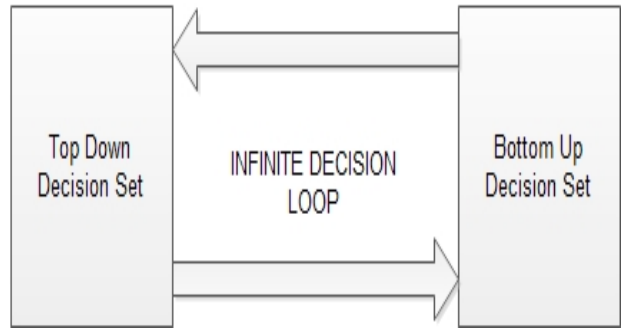 Top Down
Decision Set
INFINITE DECISION
LOOP
Bottom Up
Decision Set